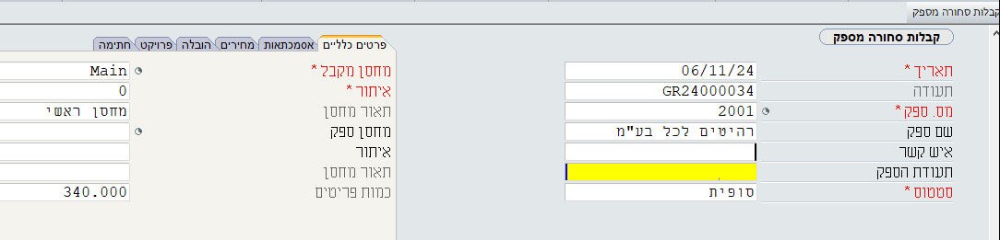 קבלות סחורה מספק
קבלות סחורה מספק
תאריך * 06/11/24
תעודה GR24000034
מס. ספק * 2001
שם ספק רהיטים לכל בע"מ
איש קשר
תעודת הספק
סטטוס * סופית
פרטים כלליים אסמכתאות מחירים הובלה פרויקט חתימה
מחסן מקבל * Main
איתור * 0
תאור מחסן מחסן ראשי
מחסן ספק
איתור
תאור מחסן
כמות פריטים 340.000